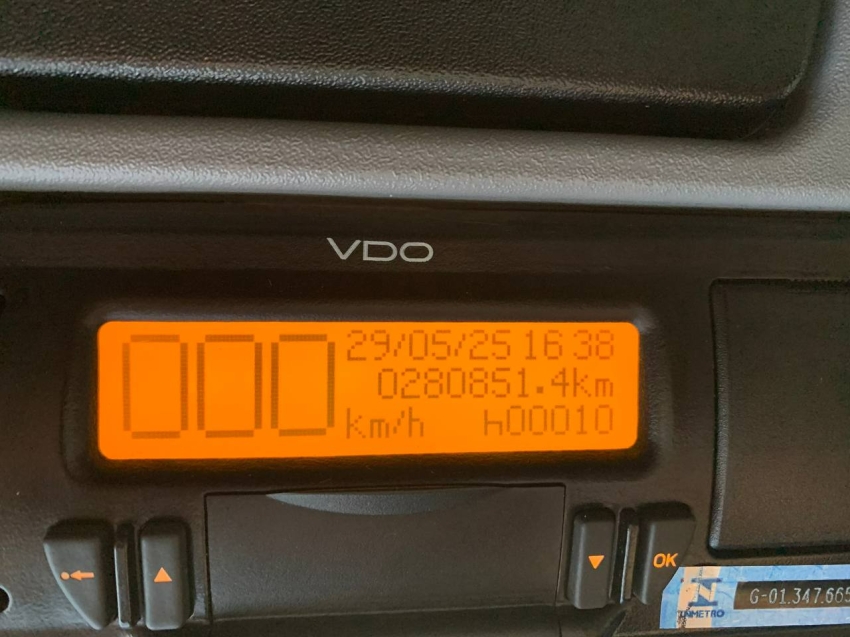 VDO
000
29/05/25 16 38
0280851.4km
km/h h00010
OK
INMETRO
G-01.347.665